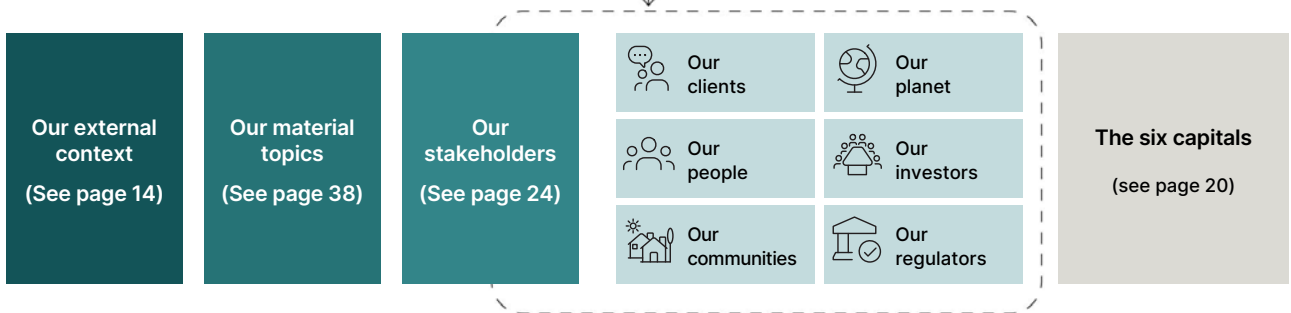 Our external
context
(See page 14)
Our material
topics
(See page 38)
Our
stakeholders
(See page 24)
Our
clients
Our
planet
Our
people
Our
investors
Our
communities
Our
regulators
The six capitals
(see page 20)